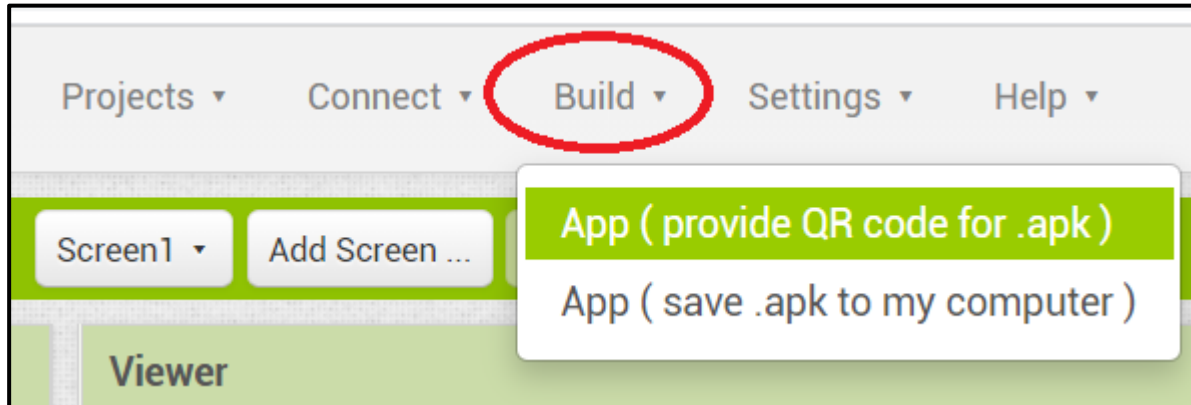 Projects ▾ Connect ▾ Build ▾ Settings ▾ Help ▾
App ( provide QR code for .apk )
Screen1 ▾ Add Screen ...
App ( save .apk to my computer )
Viewer